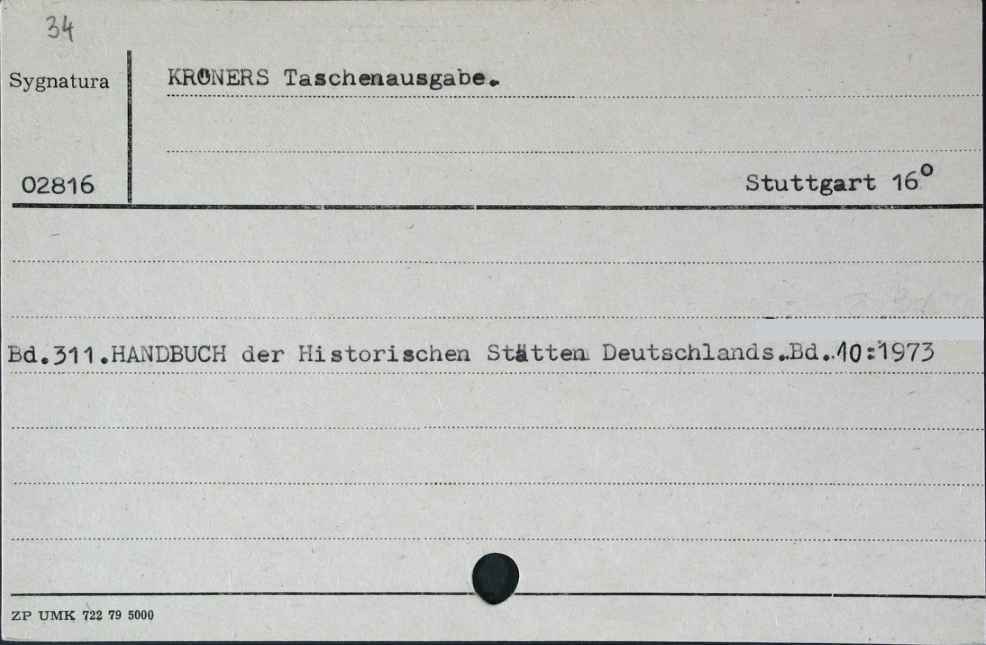 34
Sygnatura
KRÖNERS Taschenausgabe.
02816
Stuttgart 16°
Bd.311.HANDBUCH der Historischen Stätten Deutschlands.Bd.10:1973
ZP UMK 722 79 5000